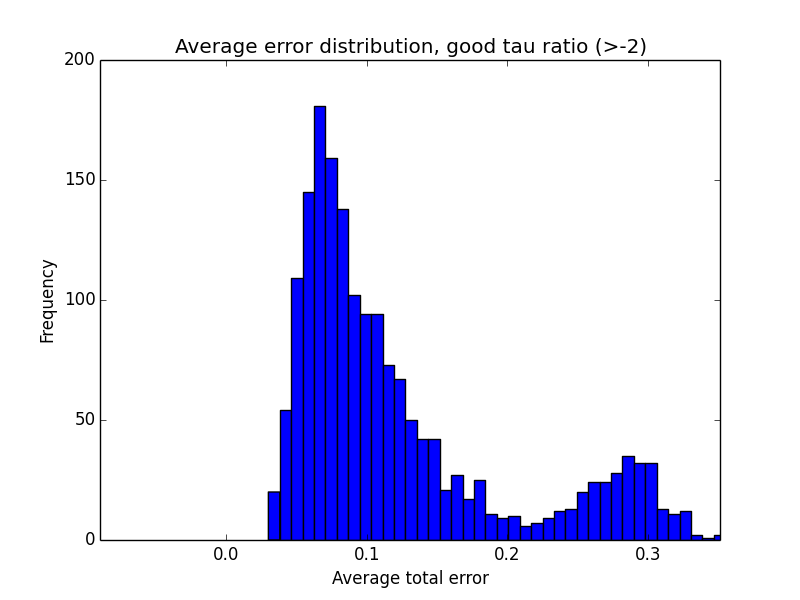 Average error distribution, good tau ratio (>-2)
200
150
100
50
0
Frequency
0.0 0.1 0.2 0.3
Average total error